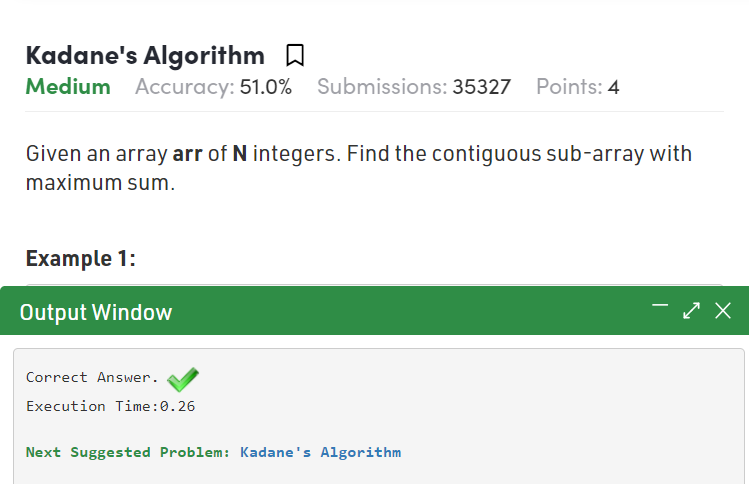 Kadane's Algorithm
Medium Accuracy: 51.0% Submissions: 35327 Points: 4
Given an array arr of N integers. Find the contiguous sub-array with
maximum sum.
Example 1:
Output Window
Correct Answer.
Execution Time:0.26
Next Suggested Problem: Kadane's Algorithm